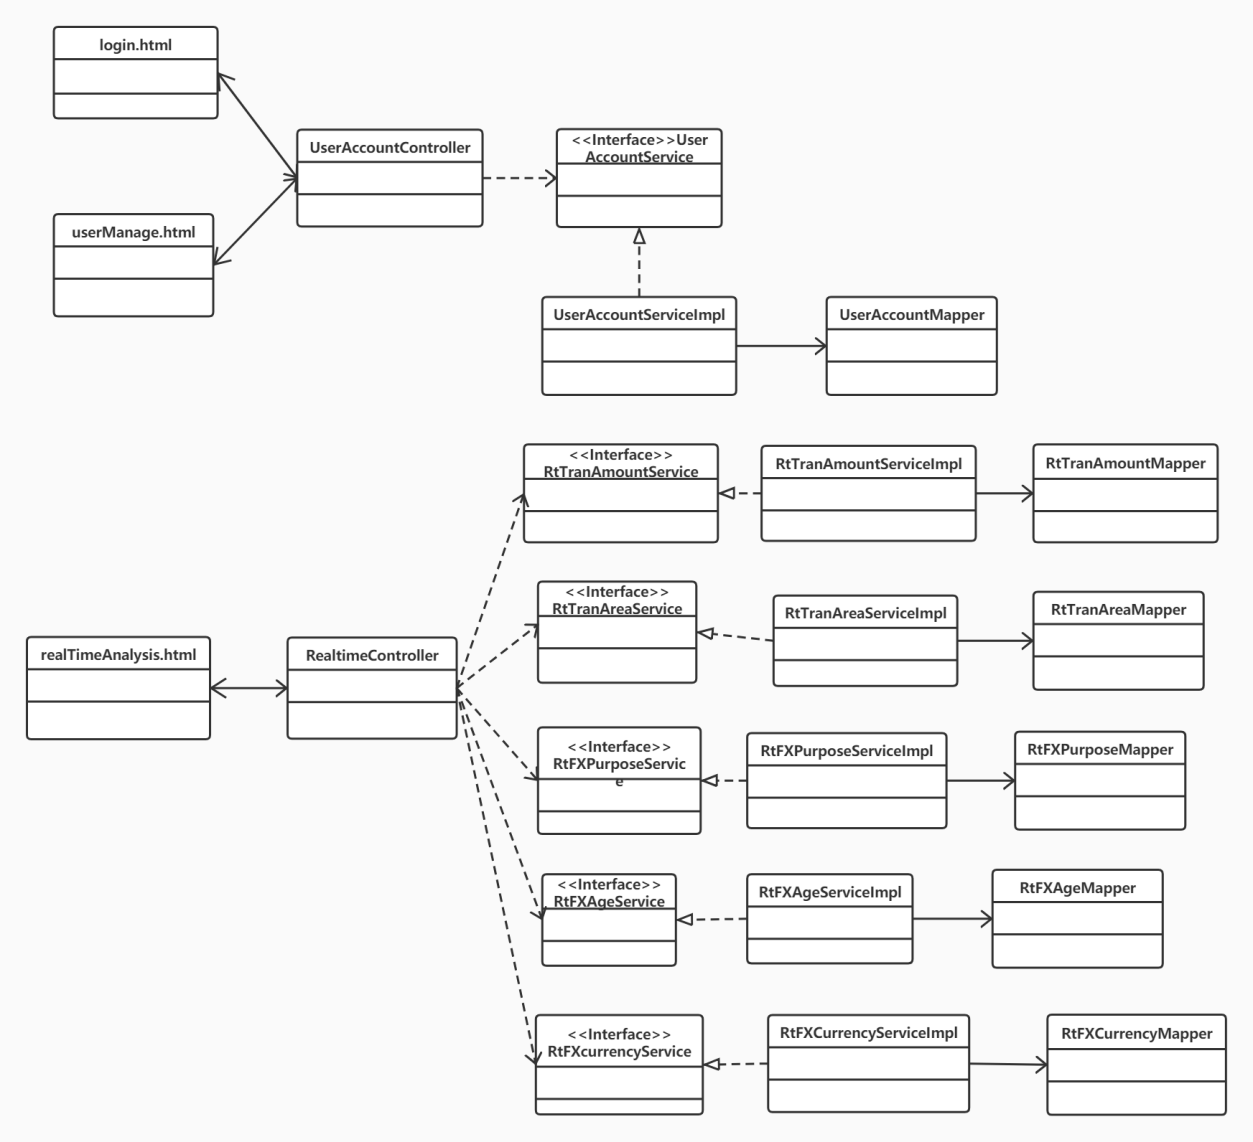 login.html
UserAccountController
<<Interface>>User
AccountService
userManage.html
UserAccountServiceImpl
UserAccountMapper
<<Interface>>
RtTranAmountService
RtTranAmountServiceImpl
RtTranAmountMapper
<<Interface>>
RtTranAreaService
RtTranAreaServiceImpl
RtTranAreaMapper
realTimeAnalysis.html
RealtimeController
<<Interface>>
RtFXPurposeServic
e
RtFXPurposeServiceImpl
RtFXPurposeMapper
<<Interface>>
RtFXAgeService
RtFXAgeServiceImpl
RtFXAgeMapper
<<Interface>>
RtFXcurrencyService
RtFXCurrencyServiceImpl
RtFXCurrencyMapper